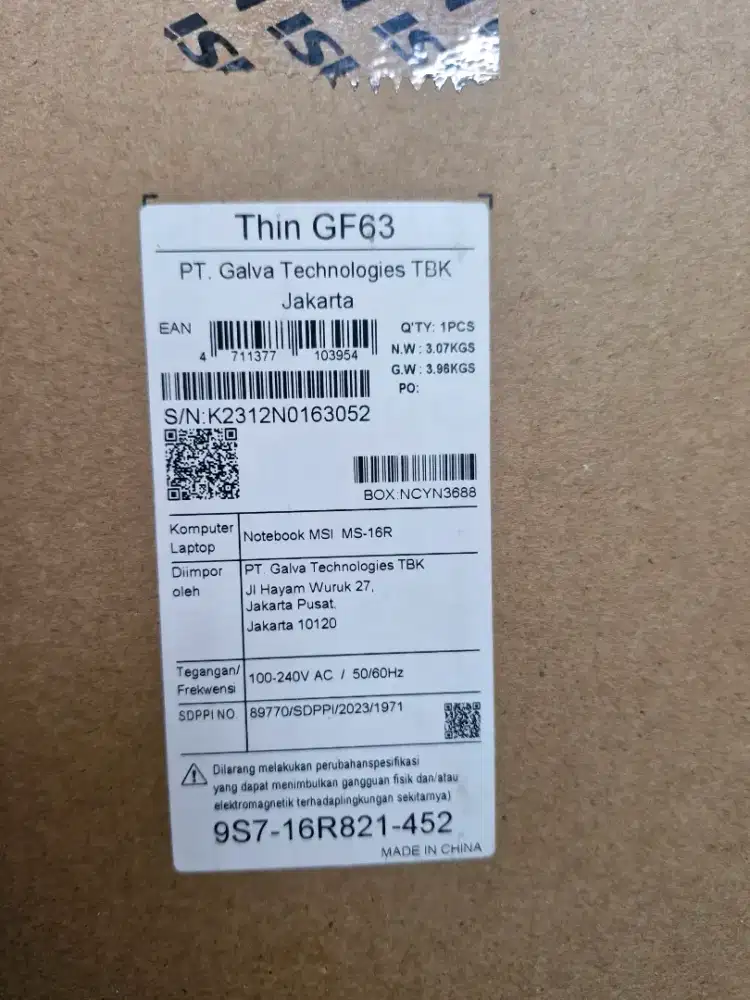 Thin GF63
PT. Galva Technologies TBK
Jakarta
EAN
4 711377 103954
Q'TY: 1PCS
N.W : 3.07KGS
G.W : 3.96KGS
PO:
S/N:K2312N0163052
BOX:NCYN3688
Komputer Laptop
Notebook MSI MS-16R
Diimpor oleh
PT. Galva Technologies TBK
Jl Hayam Wuruk 27,
Jakarta Pusat.
Jakarta 10120
Tegangan/
Frekwensi
100-240V AC / 50/60Hz
SDPPI NO.
89770/SDPPI/2023/1971
Dilarang melakukan perubahanspesifikasi
yang dapat menimbulkan gangguan fisik dan/atau
elektromagnetik terhadaplingkungan sekitarnya)
9S7-16R821-452
MADE IN CHINA